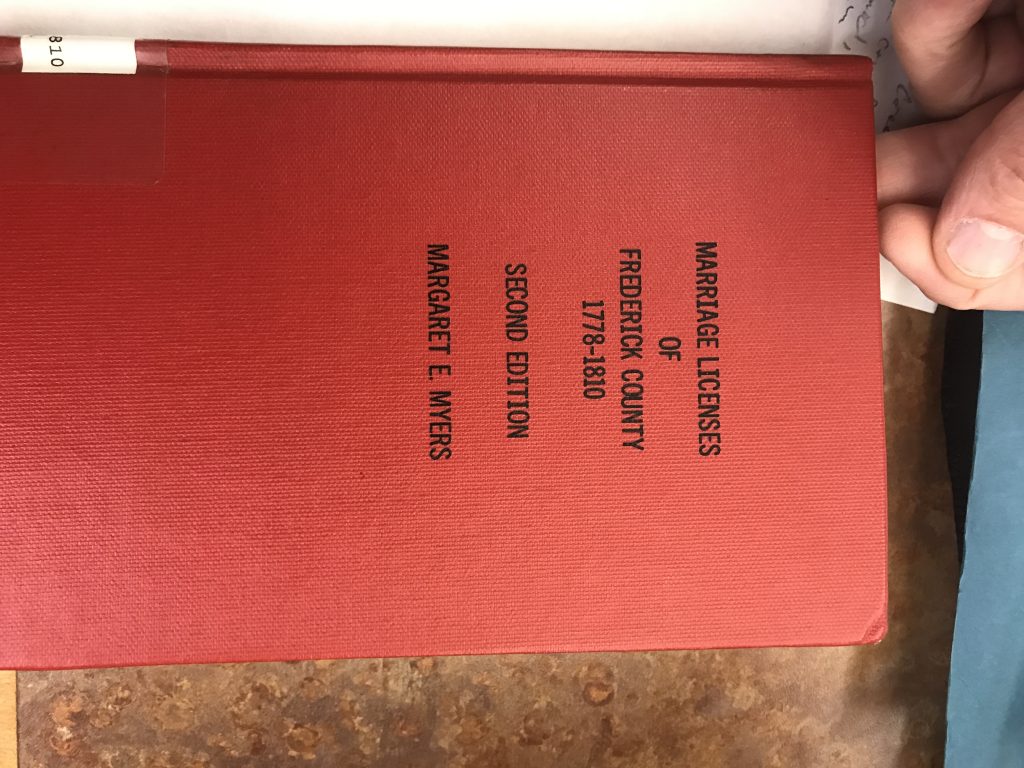 MARRIAGE LICENSES
OF
FREDERICK COUNTY
1778-1810
SECOND EDITION
MARGARET E. MYERS
810